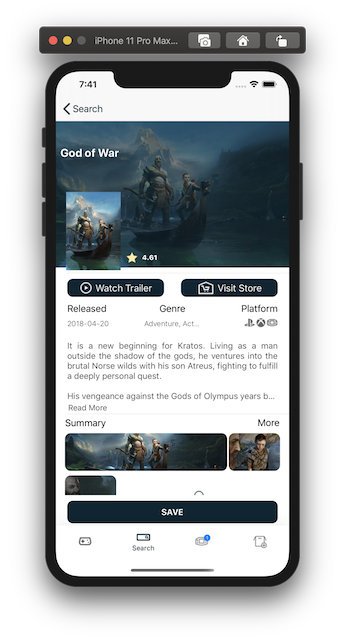 iPhone 11 Pro Max...
7:41
Search
God of War
4.61
Watch Trailer
Visit Store
Released
Genre
Platform
2018-04-20
Adventure, Act...
It is a new beginning for Kratos. Living as a man
outside the shadow of the gods, he ventures into the
brutal Norse wilds with his son Atreus, fighting to fulfill
a deeply personal quest.
His vengeance against the Gods of Olympus years b...
Read More
Summary
More
SAVE
Search